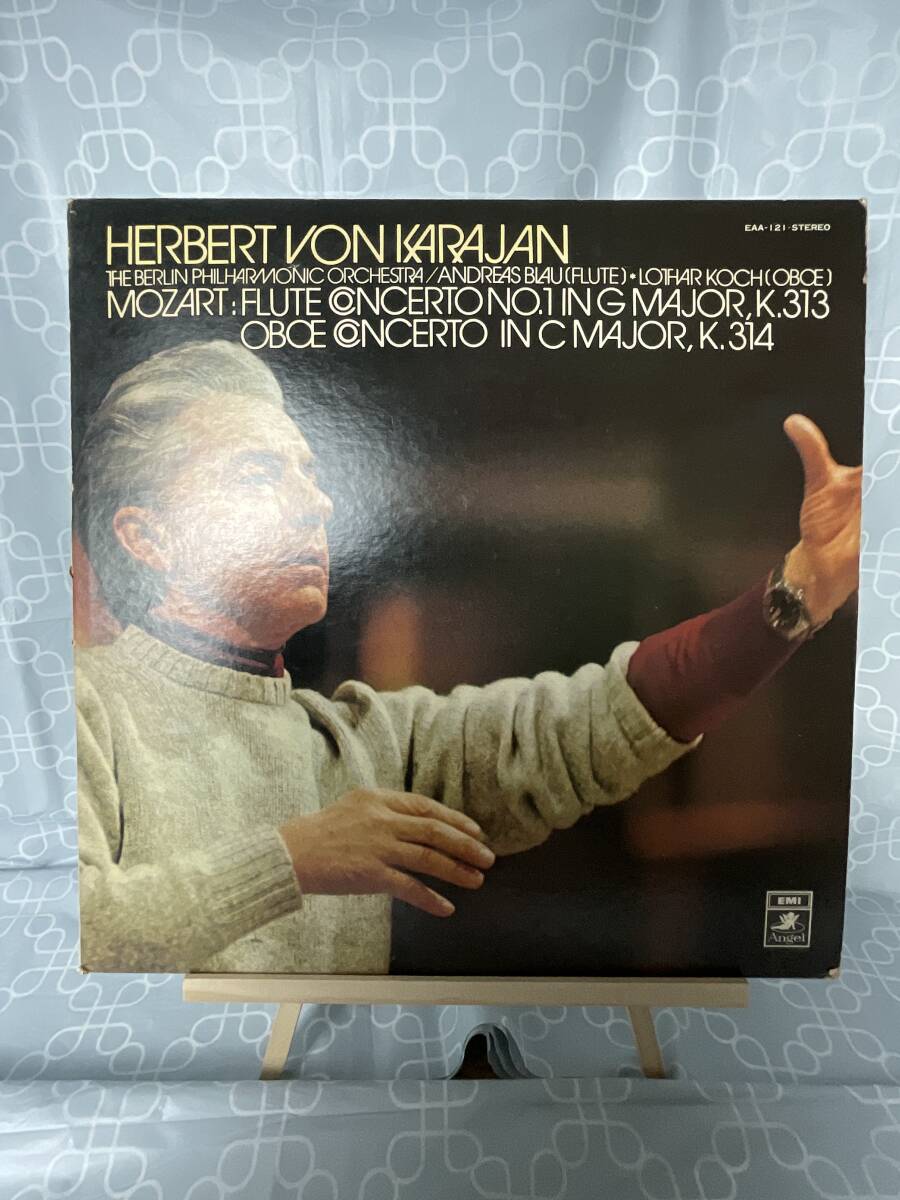 EAA-121・STEREO
HERBERT VON KARAJAN
THE BERLIN PHILHARMONIC ORCHESTRA/ANDREAS BLAU(FLUTE)•LOTHAR KOCH(OBOE)
MOZART:FLUTE CONCERTO NO.1 IN G MAJOR, K.313
OBOE CONCERTO IN C MAJOR, K.314
EMI
Angel